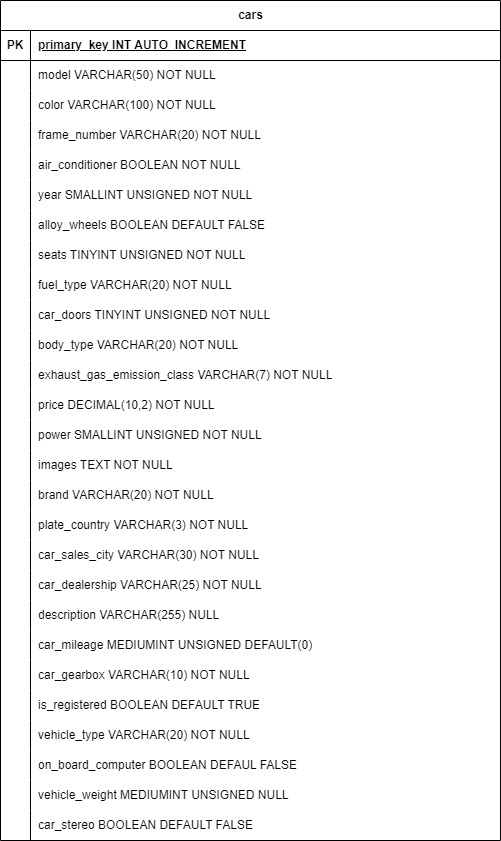 cars
PK primary_key INT AUTO_INCREMENT
model VARCHAR(50) NOT NULL
color VARCHAR(100) NOT NULL
frame_number VARCHAR(20) NOT NULL
air_conditioner BOOLEAN NOT NULL
year SMALLINT UNSIGNED NOT NULL
alloy_wheels BOOLEAN DEFAULT FALSE
seats TINYINT UNSIGNED NOT NULL
fuel_type VARCHAR(20) NOT NULL
car_doors TINYINT UNSIGNED NOT NULL
body_type VARCHAR(20) NOT NULL
exhaust_gas_emission_class VARCHAR(7) NOT NULL
price DECIMAL(10,2) NOT NULL
power SMALLINT UNSIGNED NOT NULL
images TEXT NOT NULL
brand VARCHAR(20) NOT NULL
plate_country VARCHAR(3) NOT NULL
car_sales_city VARCHAR(30) NOT NULL
car_dealership VARCHAR(25) NOT NULL
description VARCHAR(255) NULL
car_mileage MEDIUMINT UNSIGNED DEFAULT(0)
car_gearbox VARCHAR(10) NOT NULL
is_registered BOOLEAN DEFAULT TRUE
vehicle_type VARCHAR(20) NOT NULL
on_board_computer BOOLEAN DEFAUL FALSE
vehicle_weight MEDIUMINT UNSIGNED NULL
car_stereo BOOLEAN DEFAULT FALSE